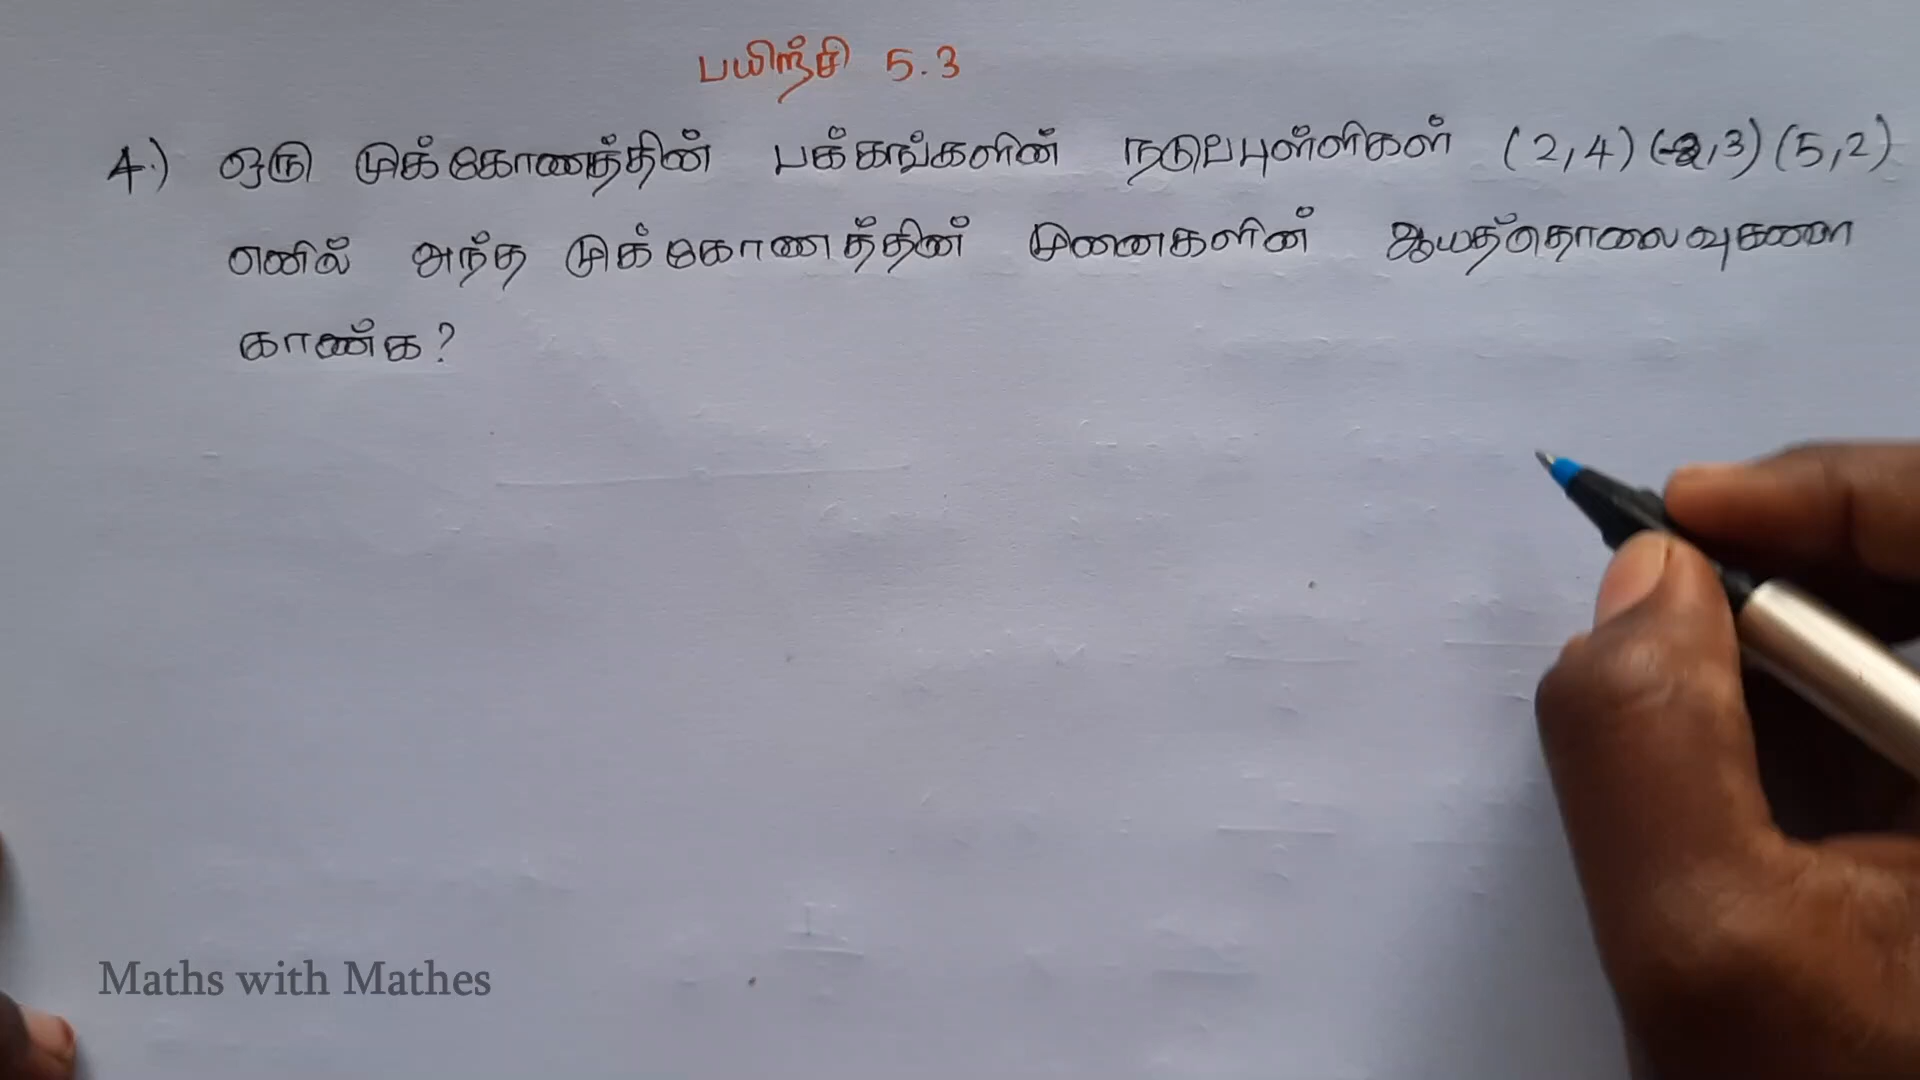 பயிற்சி 5.3
4.) ஒரு முக்கோணத்தின் பக்கங்களின் நடுப்புள்ளிகள் (2,4) (-2,3) (5,2)
எனில் அந்த முக்கோணத்தின் முனைகளின் ஆயத்தொலைவுகளை
காண்க?
Maths with Mathes